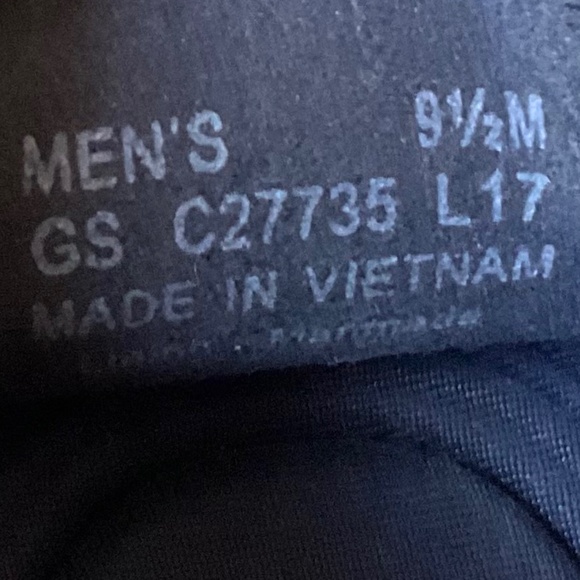 MEN'S 9½M
GS C27735 L17
MADE IN VIETNAM